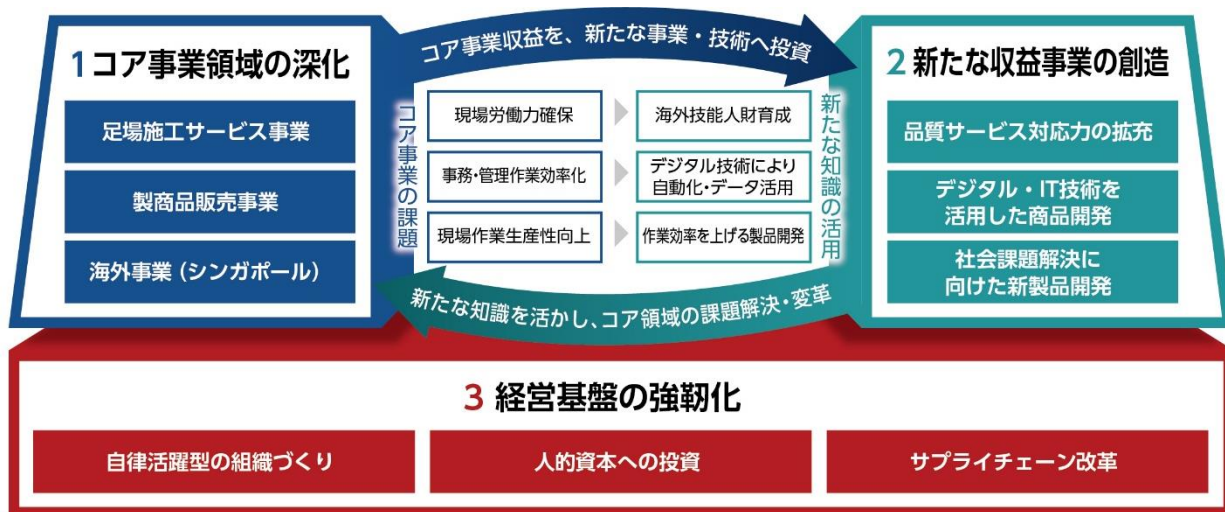 コア事業収益を、新たな事業・技術へ投資
1 コア事業領域の深化
足場施工サービス事業
製商品販売事業
海外事業（シンガポール）
コア事業の課題
現場労働力確保
海外技能人財育成
事務・管理作業効率化
デジタル技術により
自動化・データ活用
現場作業生産性向上
作業効率を上げる製品開発
新たな知識の活用
2 新たな収益事業の創造
品質サービス対応力の拡充
デジタル・IT技術を
活用した商品開発
社会課題解決に
向けた新製品開発
新たな知識を活かし、コア領域の課題解決・変革
3 経営基盤の強靭化
自律活躍型の組織づくり
人的資本への投資
サプライチェーン改革